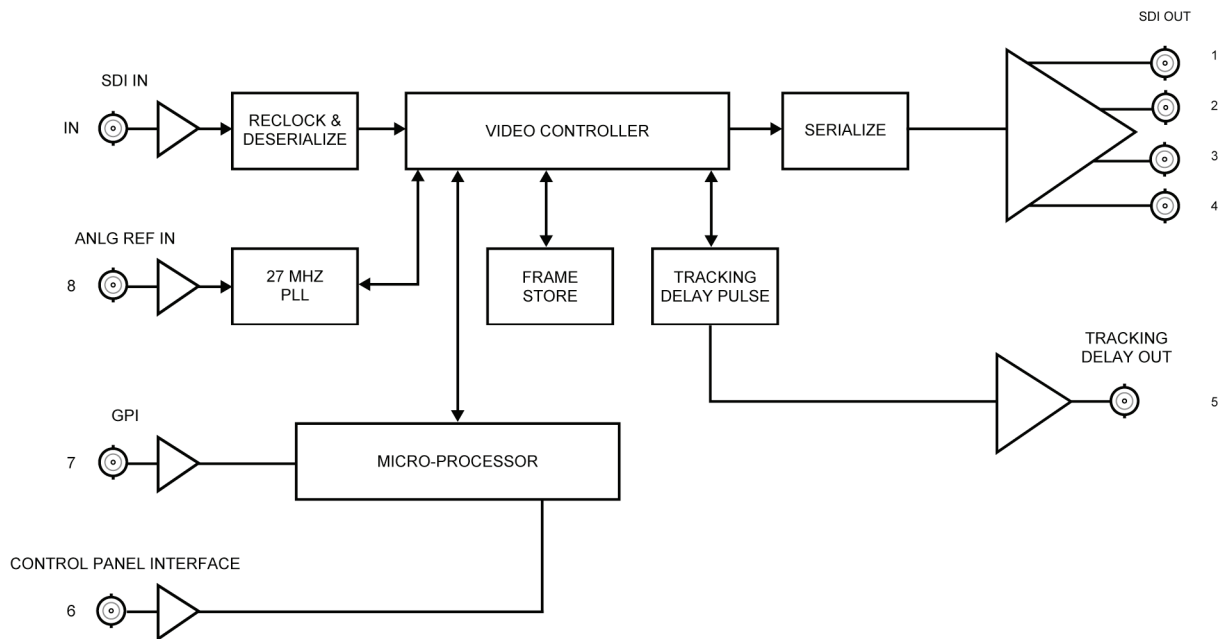 SDI OUT
1
SDI IN
IN
RECLOCK &
DESERIALIZE
VIDEO CONTROLLER
SERIALIZE
2
3
4
ANLG REF IN
8
27 MHZ
PLL
FRAME
STORE
TRACKING
DELAY PULSE
TRACKING
DELAY OUT
5
GPI
7
MICRO-PROCESSOR
CONTROL PANEL INTERFACE
6